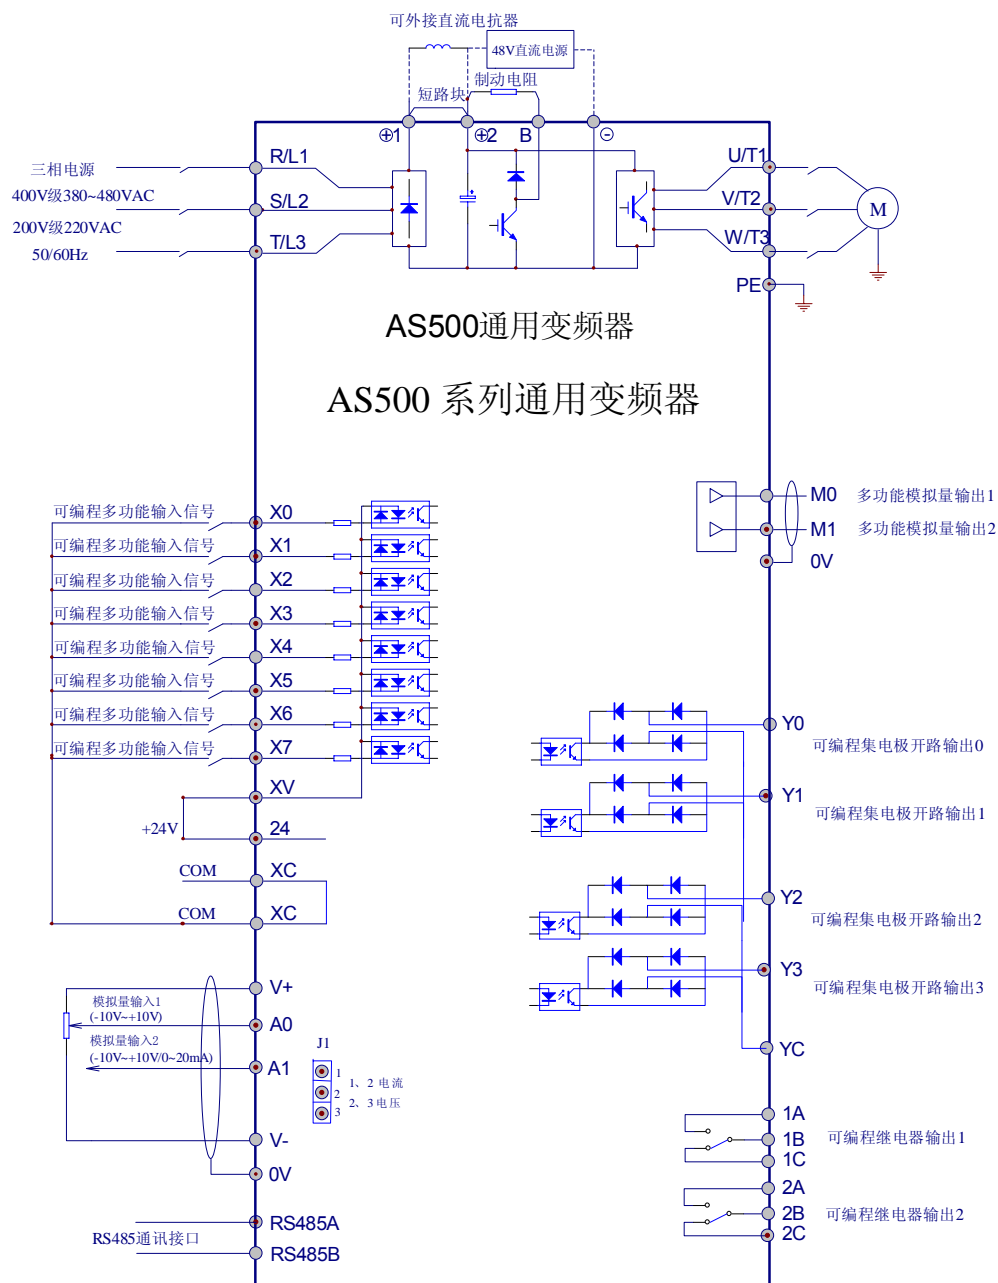 可外接直流电抗器
48V直流电源
制动电阻
短路块
⊕1
⊕2
B
⊖
三相电源
400V级380~480VAC
200V级220VAC
50/60Hz
R/L1
S/L2
T/L3
U/T1
V/T2
W/T3
PE
M
AS500通用变频器
AS500 系列通用变频器
可编程多功能输入信号 X0
可编程多功能输入信号 X1
可编程多功能输入信号 X2
可编程多功能输入信号 X3
可编程多功能输入信号 X4
可编程多功能输入信号 X5
可编程多功能输入信号 X6
可编程多功能输入信号 X7
XV
+24V
24
COM XC
COM XC
V+
模拟量输入1
(-10V~+10V)
A0
模拟量输入2
(-10V~+10V/0~20mA)
A1
V-
0V
J1
1
2
3
1、2 电流
2、3 电压
RS485通讯接口
RS485A
RS485B
M0 多功能模拟量输出1
M1 多功能模拟量输出2
0V
Y0
可编程集电极开路输出0
Y1
可编程集电极开路输出1
Y2
可编程集电极开路输出2
Y3
可编程集电极开路输出3
YC
1A
1B 可编程继电器输出1
1C
2A
2B 可编程继电器输出2
2C